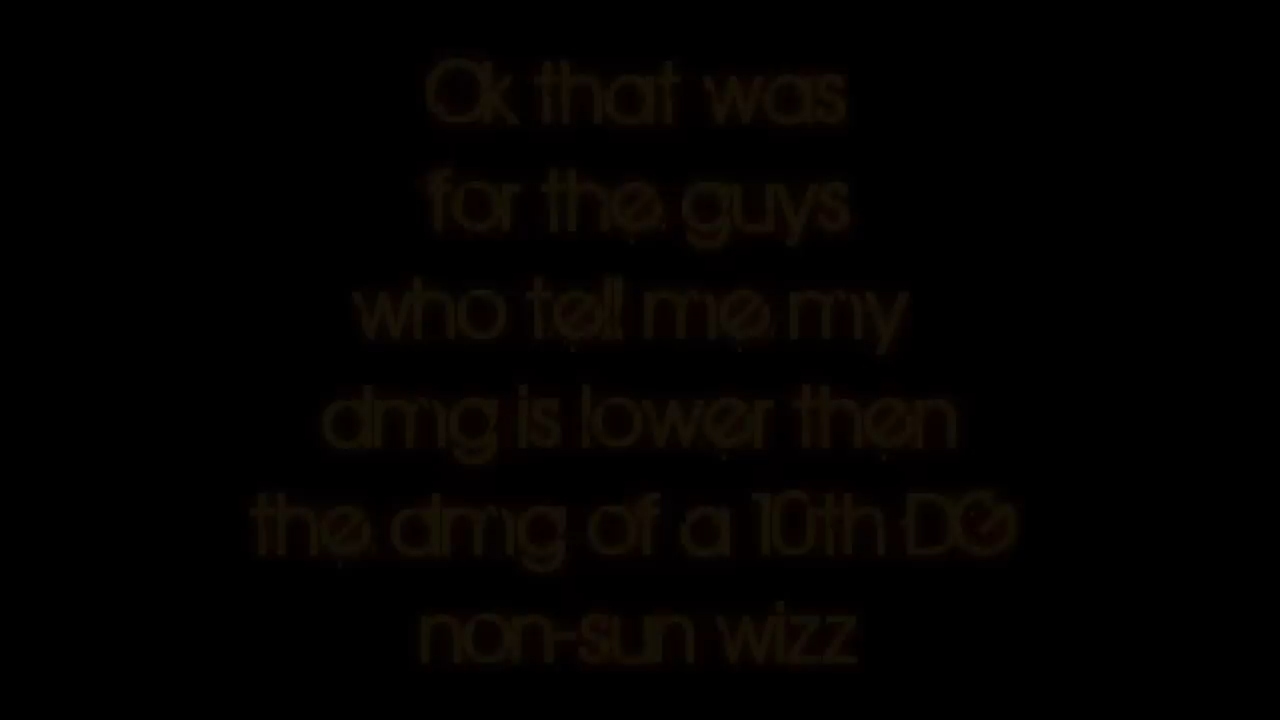 Ok that was
for the guys
who tell me my
dmg is lower then
the dmg of a 10th DG
non-sun wizz